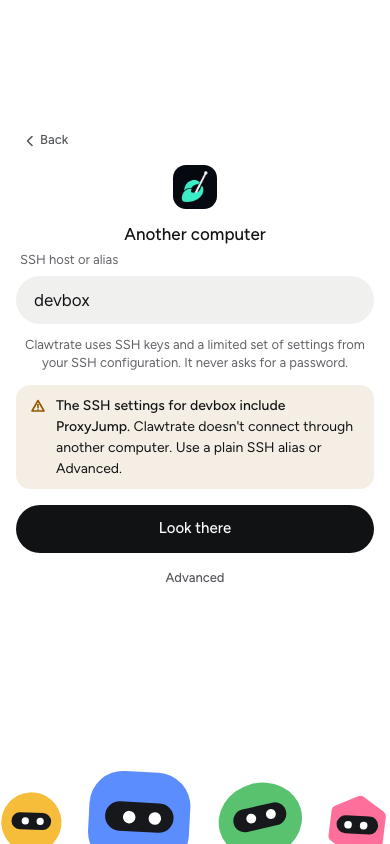 Back
Another computer
SSH host or alias
devbox
Clawtrate uses SSH keys and a limited set of settings from
your SSH configuration. It never asks for a password.
The SSH settings for devbox include
ProxyJump. Clawtrate doesn't connect through
another computer. Use a plain SSH alias or
Advanced.
Look there
Advanced